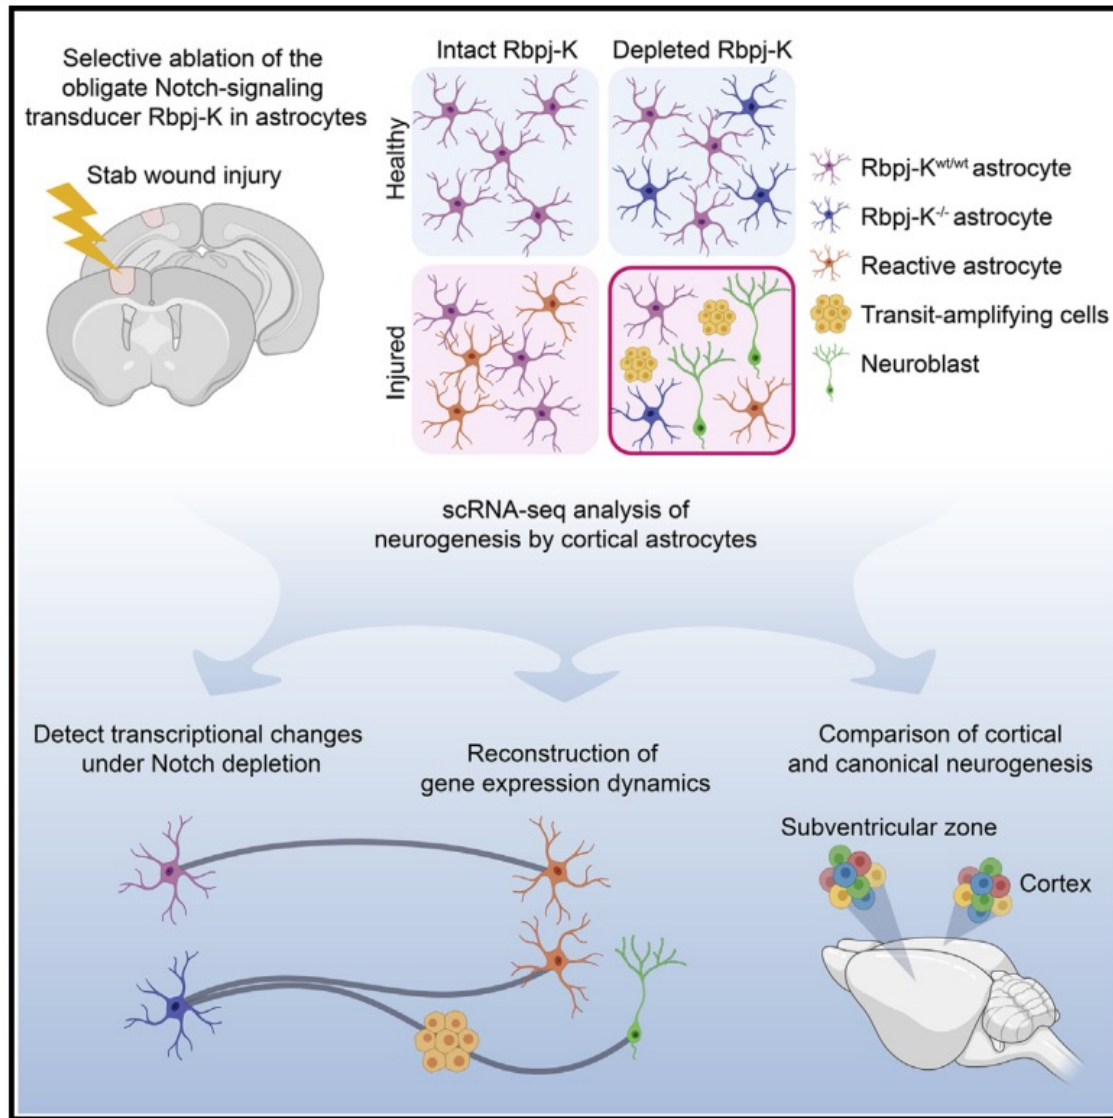 Selective ablation of the
obligate Notch-signaling
transducer Rbpj-K in astrocytes
Stab wound injury
Intact Rbpj-K
Depleted Rbpj-K
Healthy
Injured
Rbpj-Kwt/wt astrocyte
Rbpj-K-/- astrocyte
Reactive astrocyte
Transit-amplifying cells
Neuroblast
scRNA-seq analysis of
neurogenesis by cortical astrocytes
Detect transcriptional changes
under Notch depletion
Reconstruction of
gene expression dynamics
Comparison of cortical
and canonical neurogenesis
Subventricular zone
Cortex